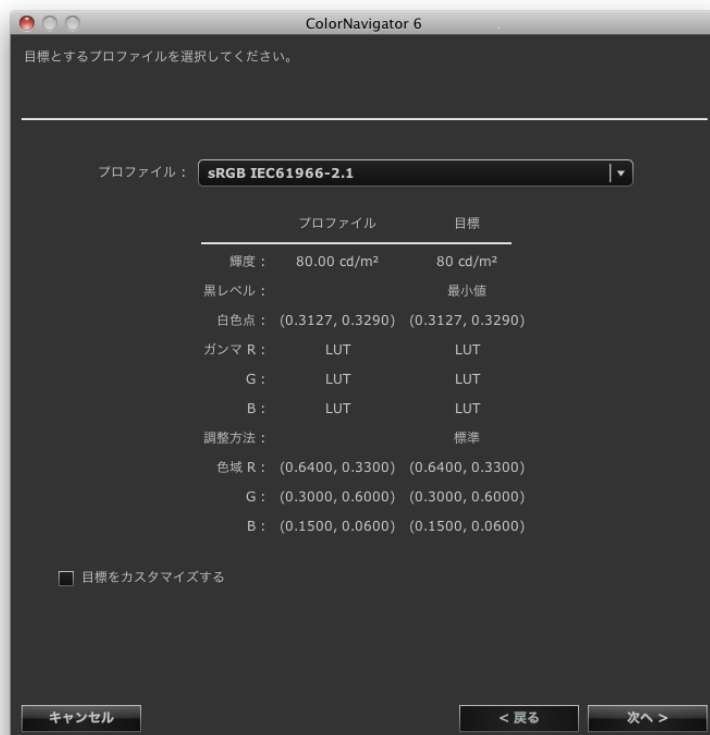 ColorNavigator 6
目標とするプロファイルを選択してください。
プロファイル : sRGB IEC61966-2.1
プロファイル 目標
輝度 : 80.00 cd/m² 80 cd/m²
黒レベル : 最小値
白色点 : (0.3127, 0.3290) (0.3127, 0.3290)
ガンマ R : LUT LUT
G : LUT LUT
B : LUT LUT
調整方法 : 標準
色域 R : (0.6400, 0.3300) (0.6400, 0.3300)
G : (0.3000, 0.6000) (0.3000, 0.6000)
B : (0.1500, 0.0600) (0.1500, 0.0600)
目標をカスタマイズする
キャンセル < 戻る 次へ >